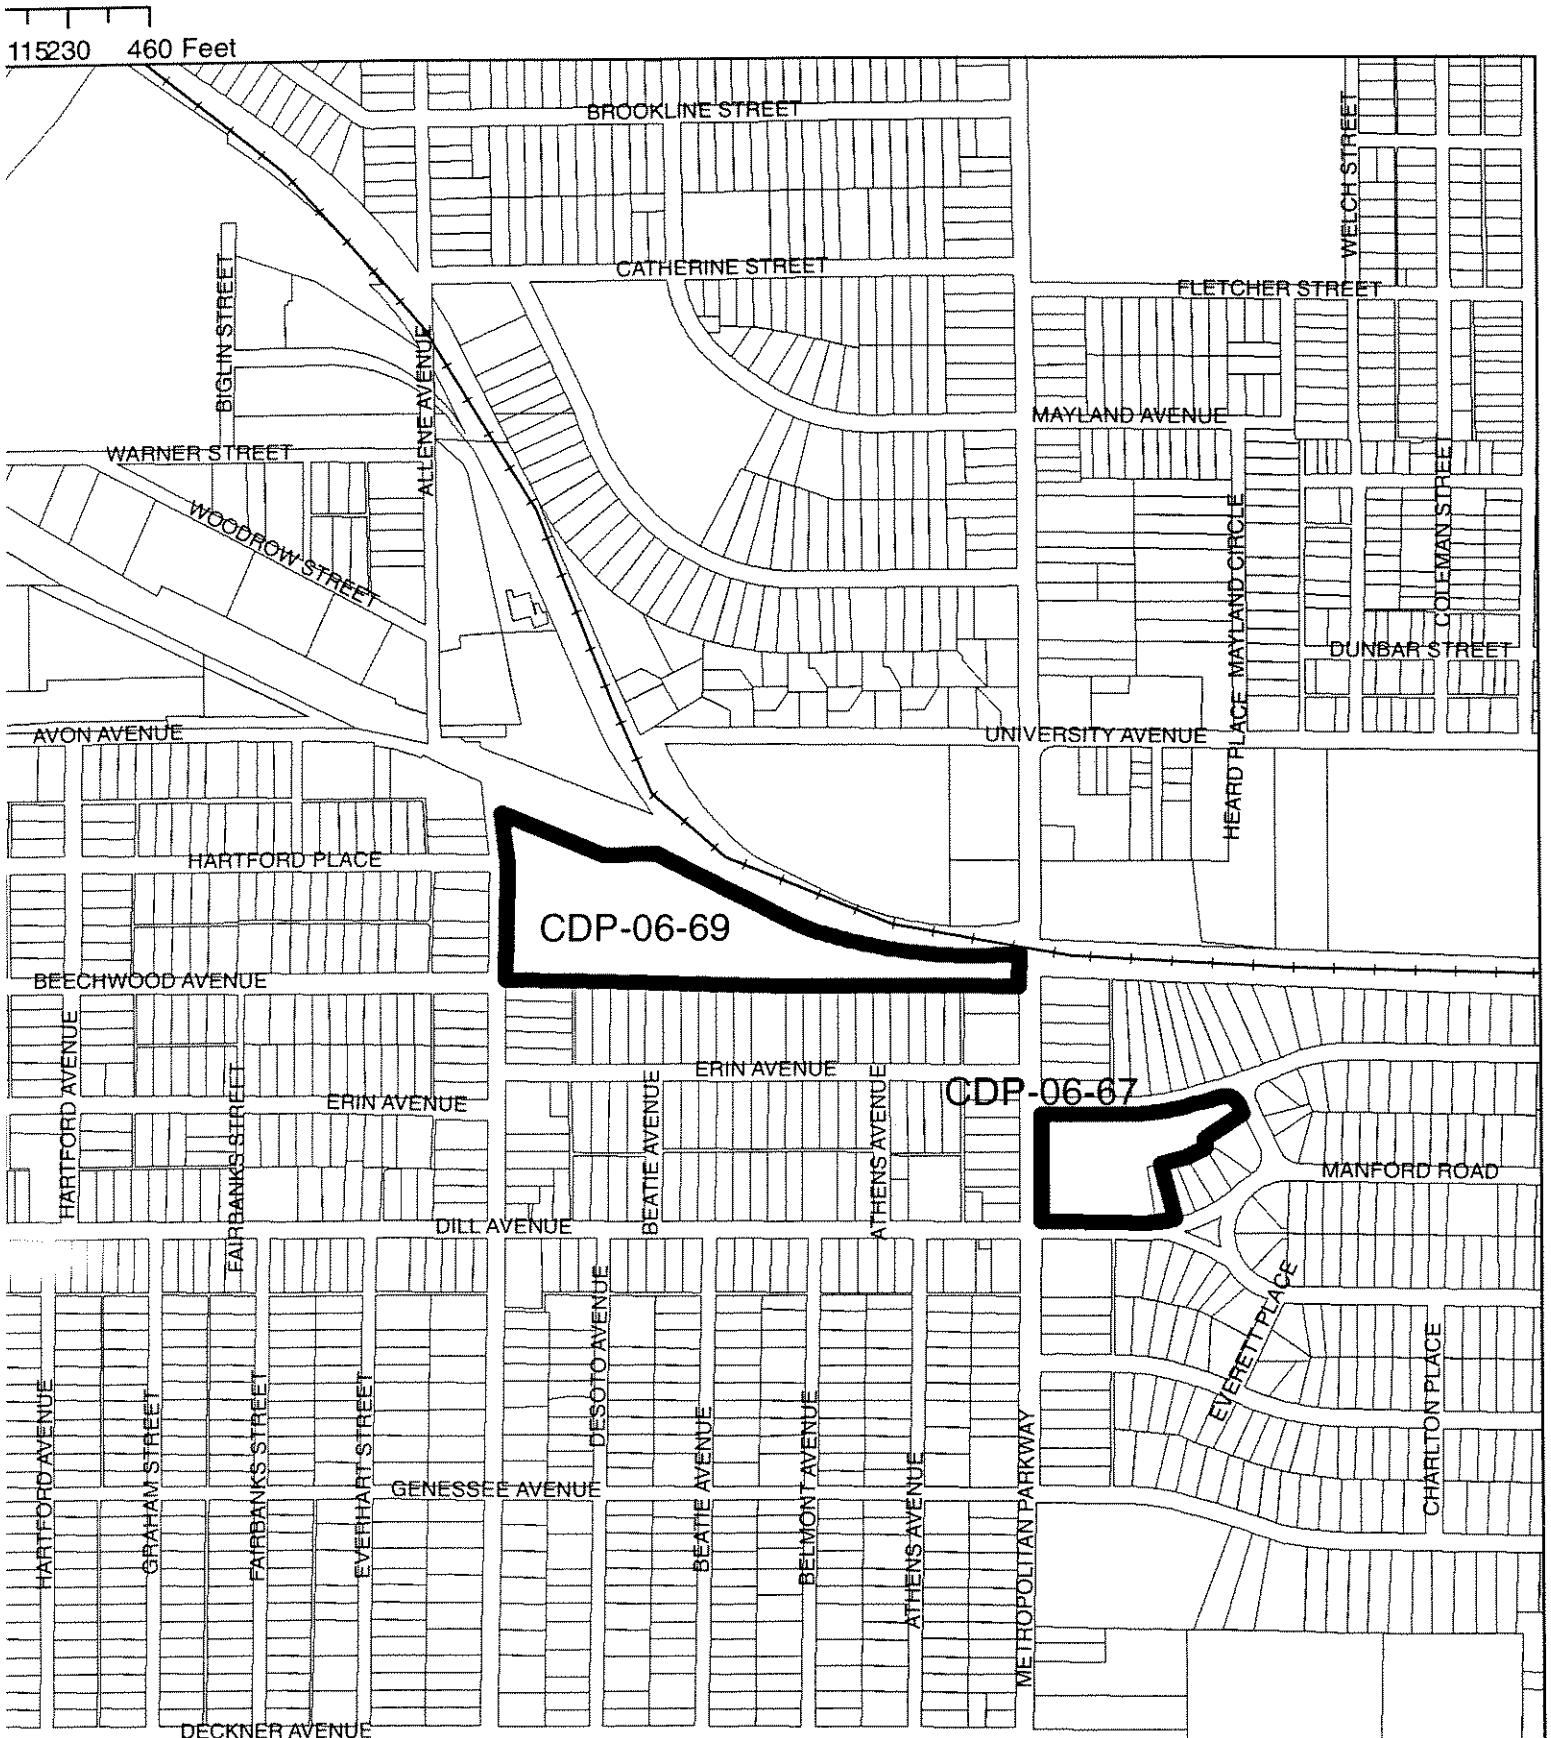 115230 460 Feet
BROOKLINE STREET
WELCH STREET
CATHERINE STREET
FLETCHER STREET
BIGLIN STREET
ALLENE AVENUE
MAYLAND AVENUE
WARNER STREET
WOODROW STREET
COLEMAN STREE
MAYLAND CIRCLE
DUNBAR STREET
AVON AVENUE
UNIVERSITY AVENUE
HEARD PLACE
HARTFORD PLACE
CDP-06-69
BEECHWOOD AVENUE
HARTFORD AVENUE
FAIRBANKS STREET
ERIN AVENUE
ERIN AVENUE
BEATIE AVENUE
ATHENS AVENUE
CDP-06-67
MANFORD ROAD
DILL AVENUE
DESOTO AVENUE
EVERETT PLACE
CHARLTON PLACE
HARTFORD AVENUE
GRAHAM STREET
FAIRBANKS STREET
EVERHART STREET
GENESSEE AVENUE
BEATIE AVENUE
BELMONT AVENUE
ATHENS AVENUE
METROPOLITAN PARKWAY
DECKNER AVENUE